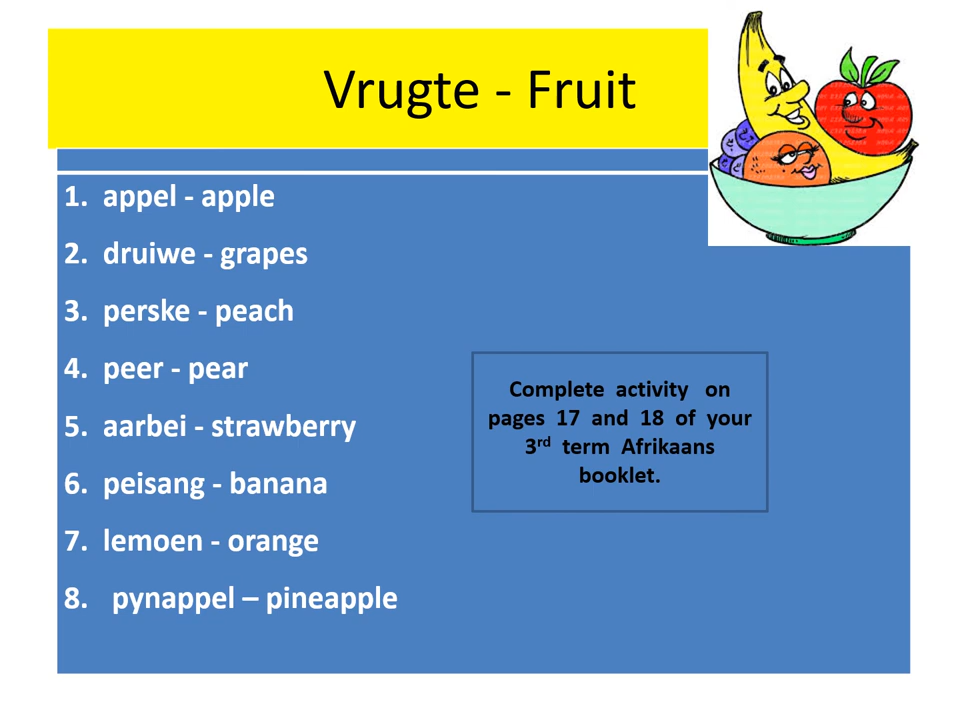 Vrugte - Fruit
1. appel - apple
2. druiwe - grapes
3. perske - peach
4. peer - pear
5. aarbei - strawberry
6. peisang - banana
7. lemoen - orange
8. pynappel – pineapple
Complete activity on
pages 17 and 18 of your
3rd term Afrikaans
booklet.